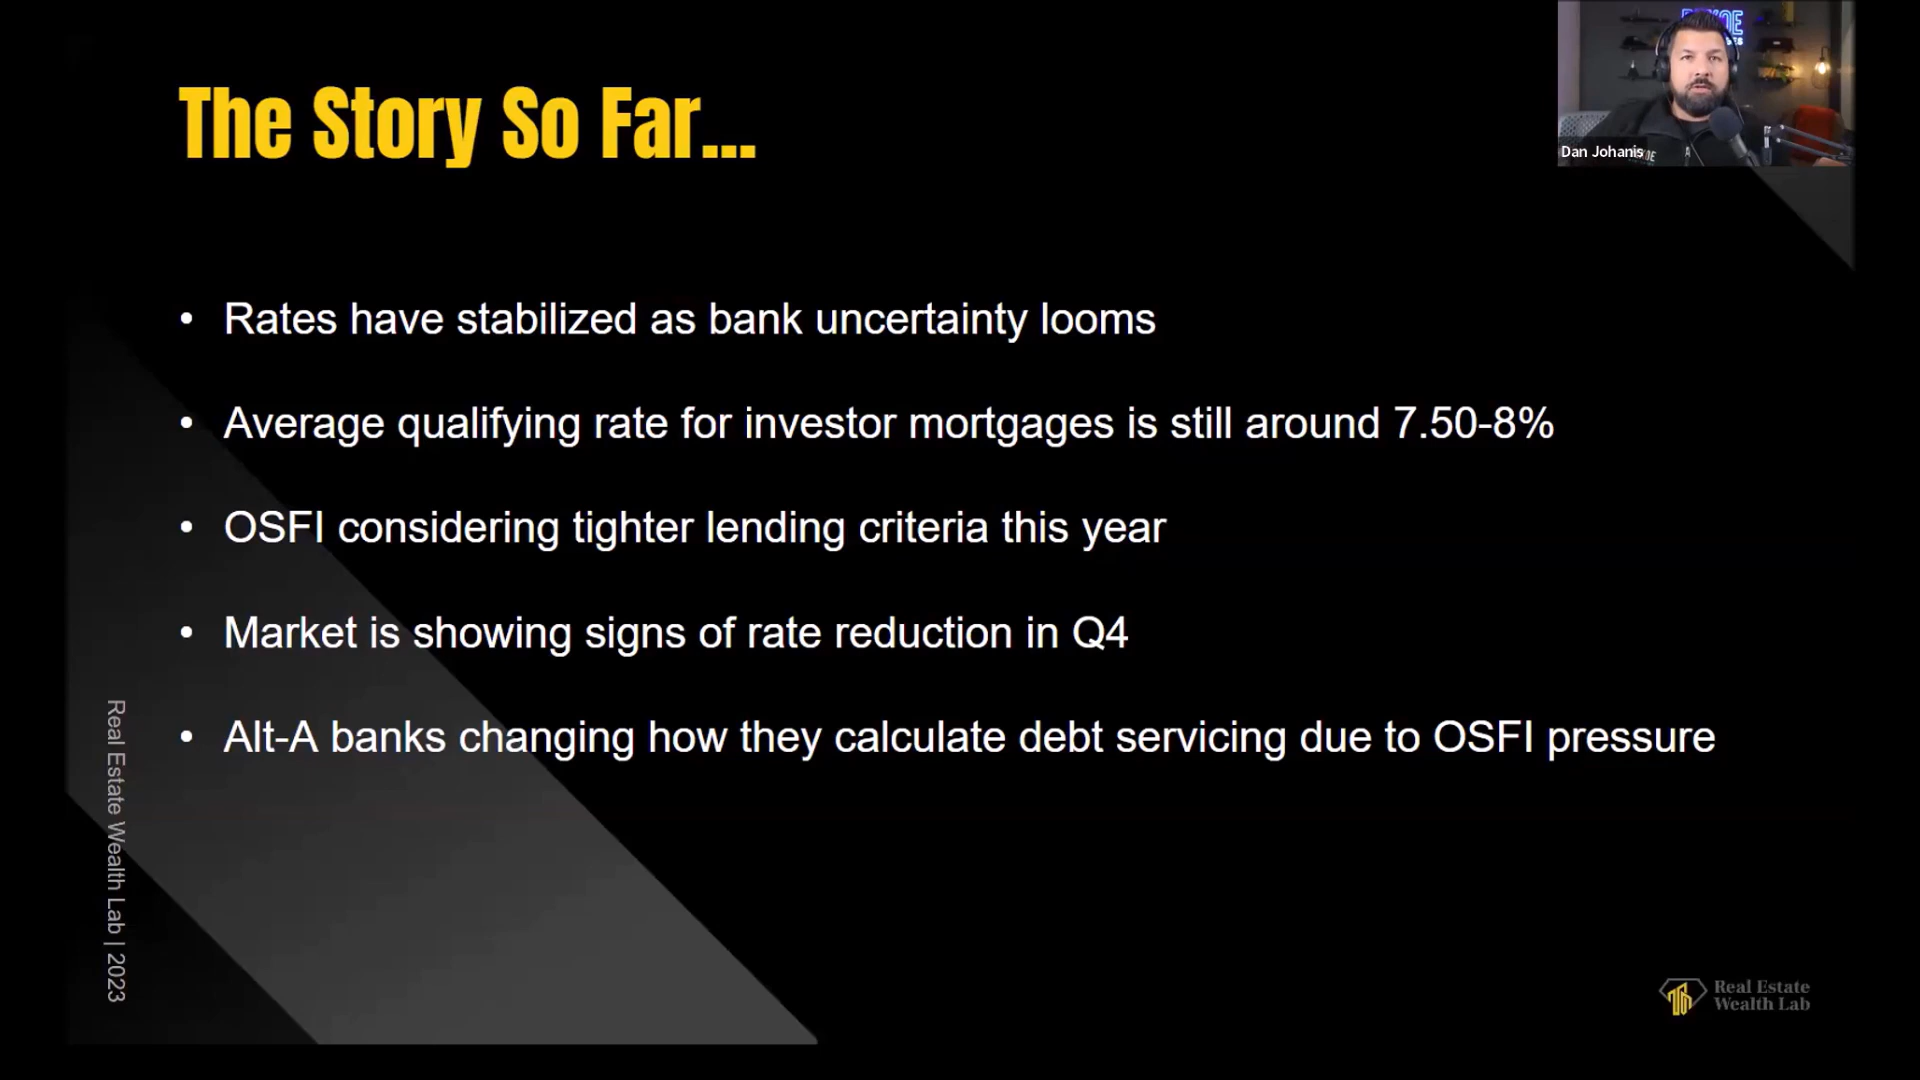 The Story So Far...
Dan Johanis
• Rates have stabilized as bank uncertainty looms
• Average qualifying rate for investor mortgages is still around 7.50-8%
• OSFI considering tighter lending criteria this year
• Market is showing signs of rate reduction in Q4
• Alt-A banks changing how they calculate debt servicing due to OSFI pressure
Real Estate Wealth Lab | 2023
Real Estate
Wealth Lab